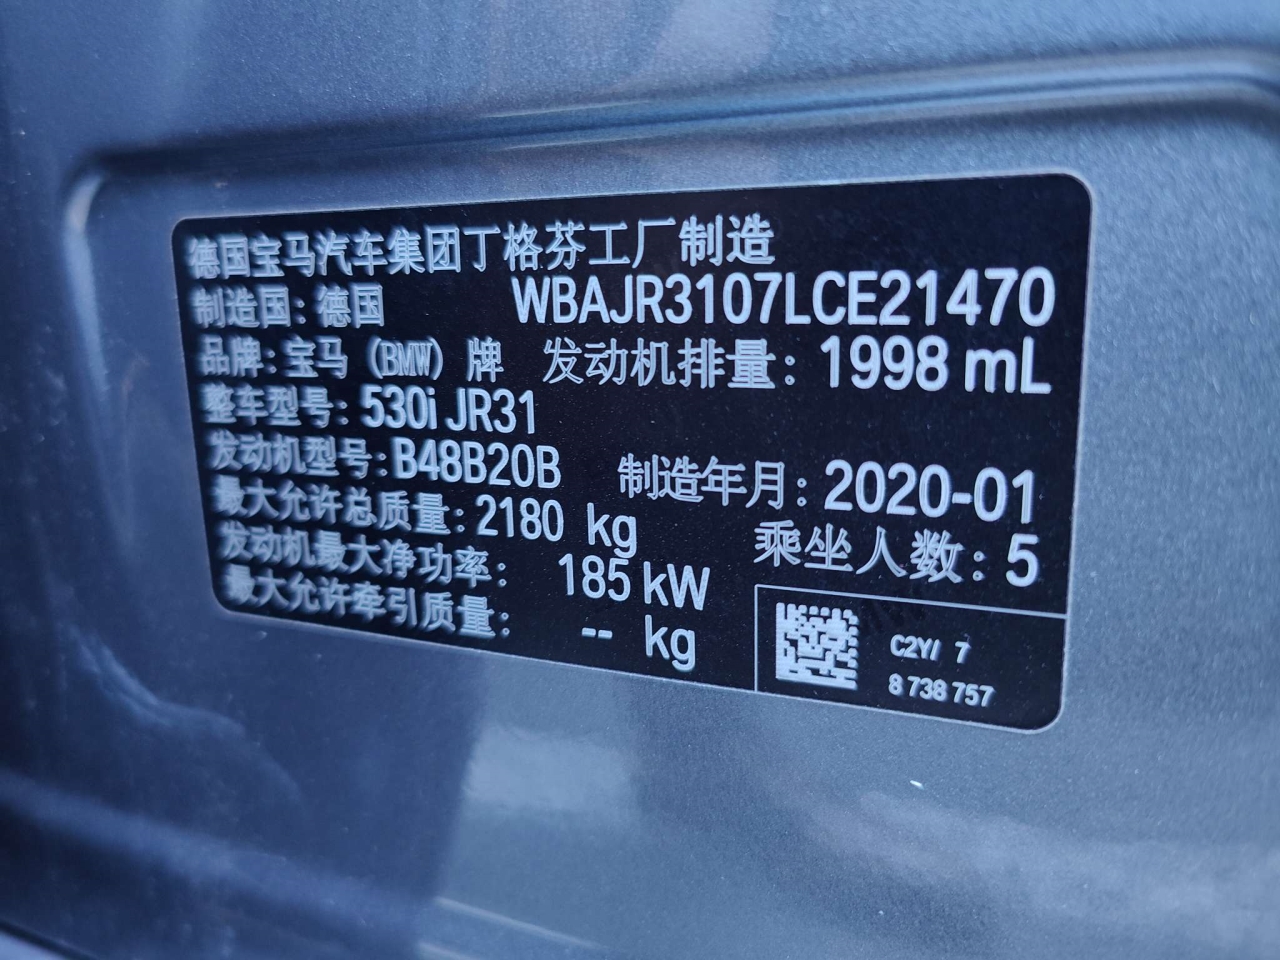 德国宝马汽车集团丁格芬工厂制造
制造国：德国 WBAJR3107LCE21470
品牌：宝马 (BMW) 牌 发动机排量：1998 mL
整车型号：530i JR31
发动机型号：B48B20B 制造年月：2020-01
最大允许总质量：2180 kg 乘坐人数：5
发动机最大净功率： 185 kW
最大允许牵引质量： -- kg
C2Y/ 7
8 738 757